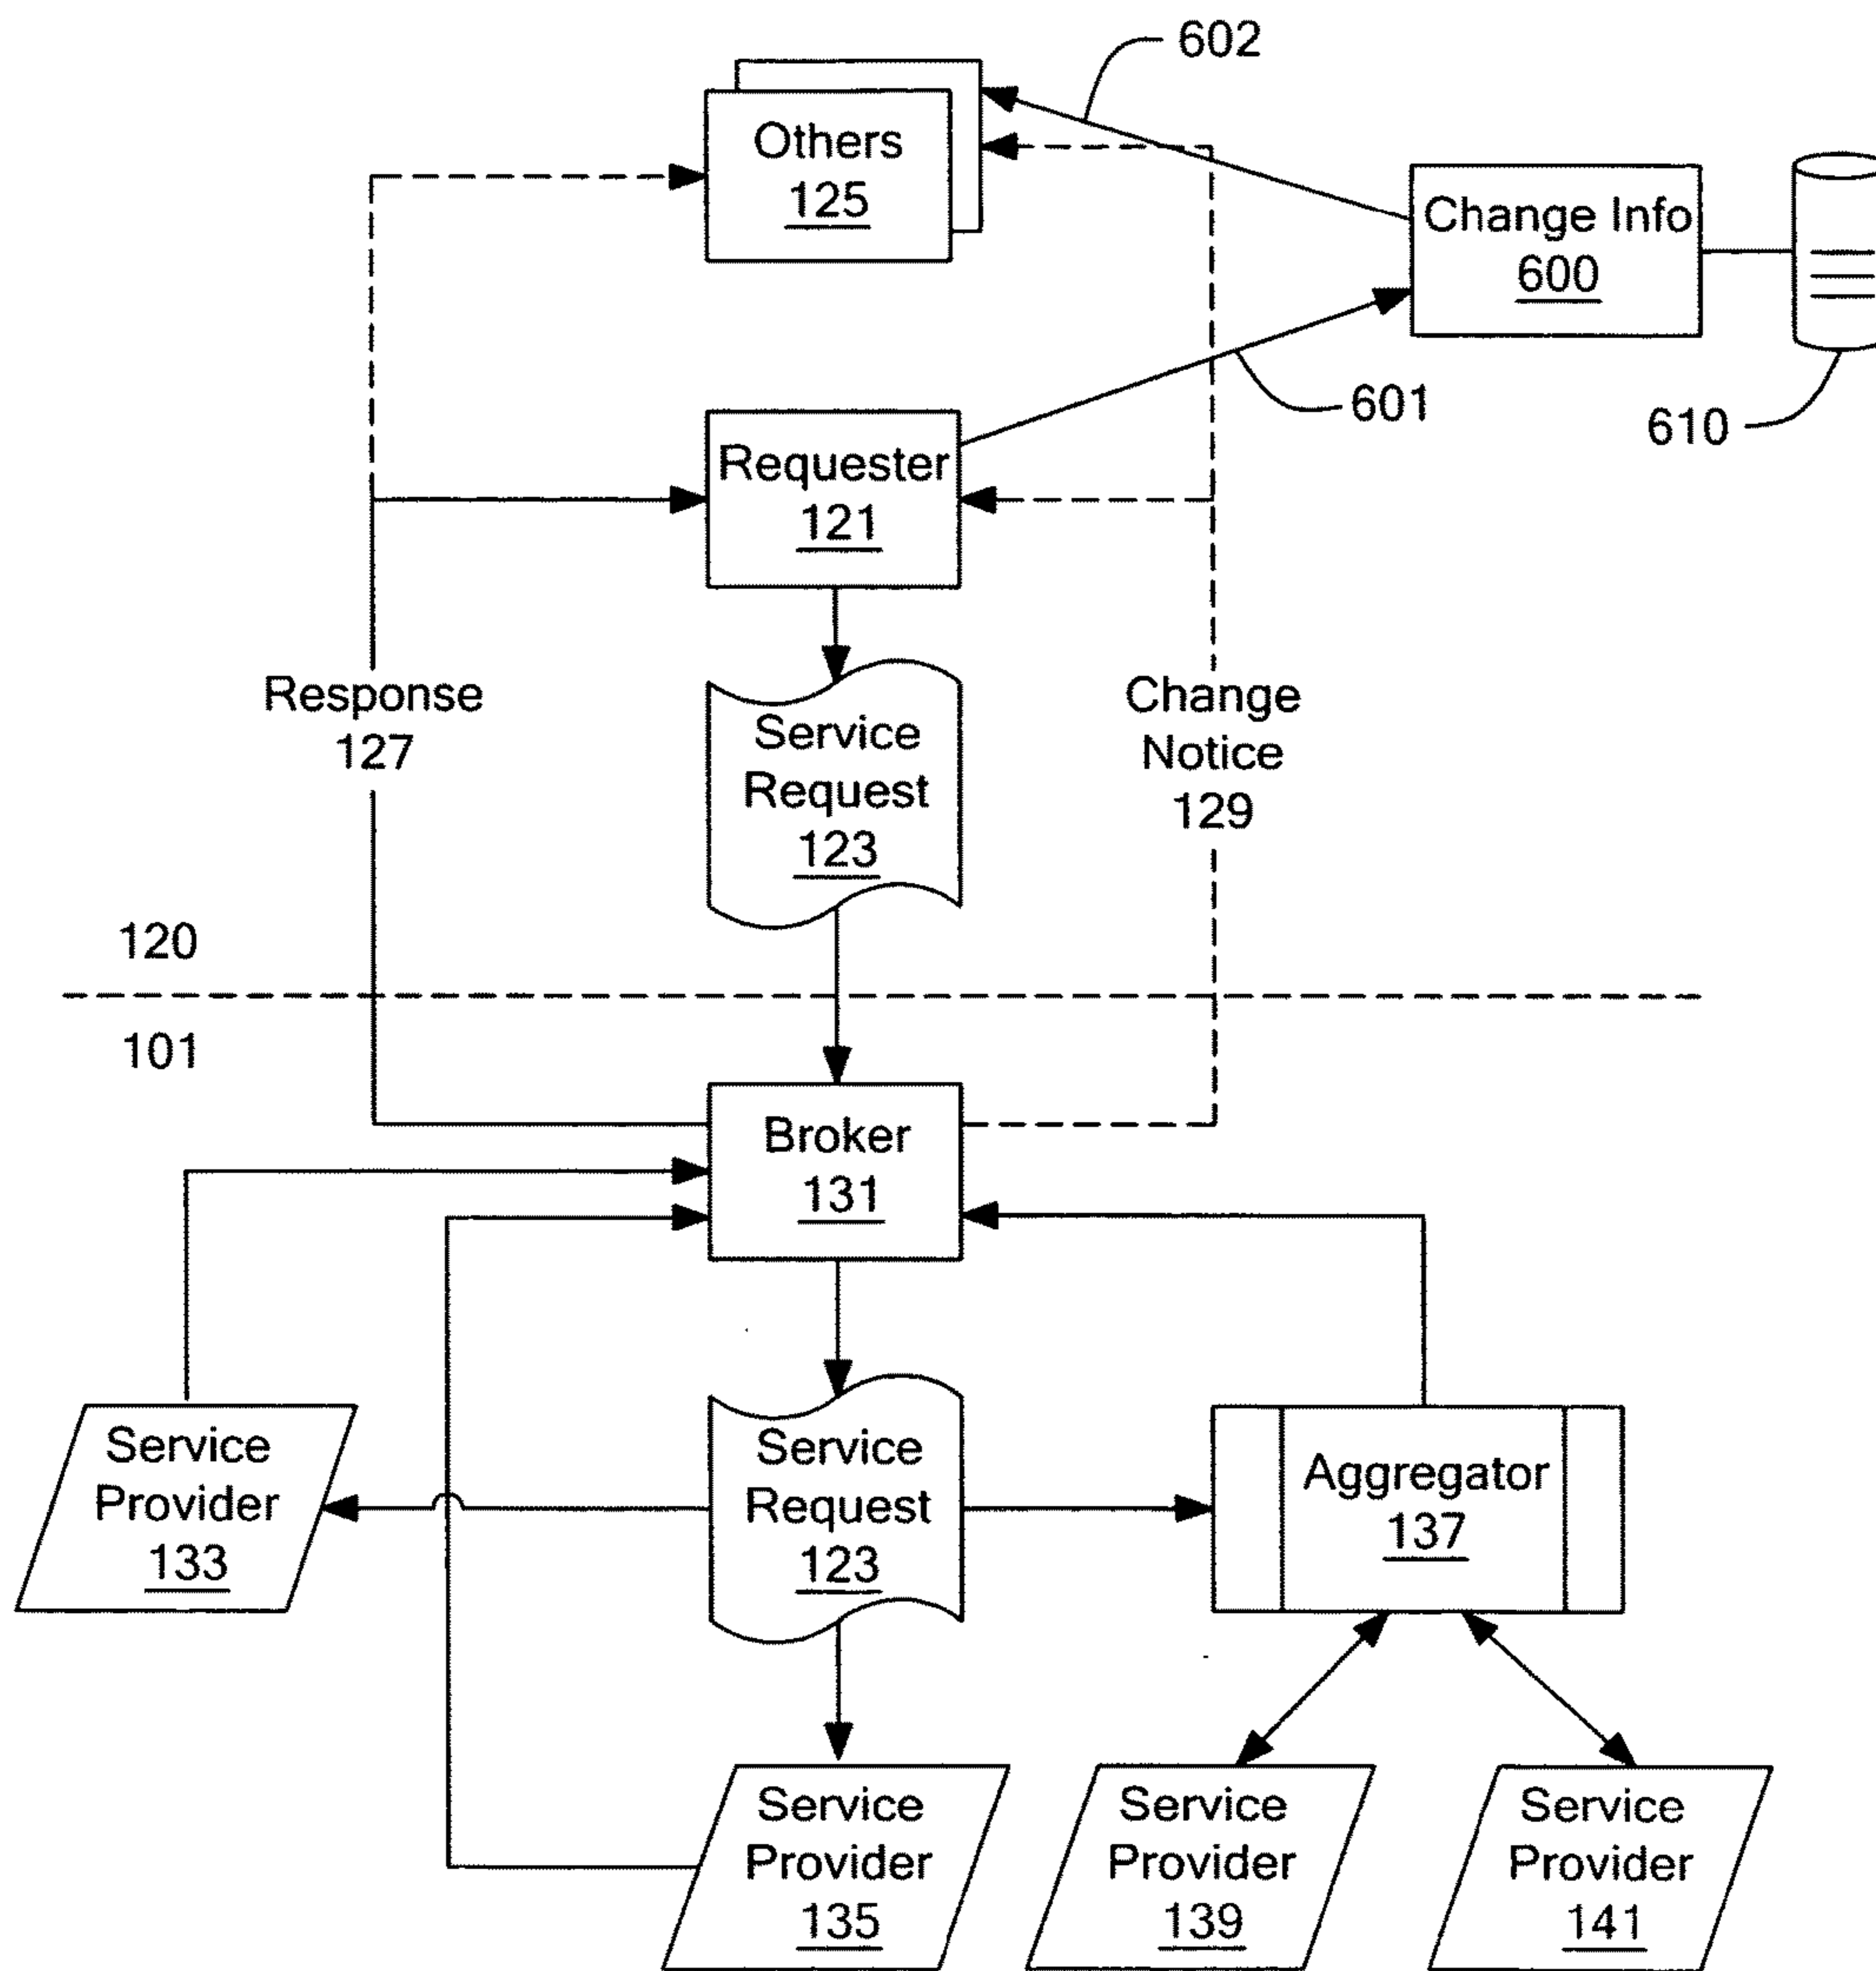 602
Others
125
Change Info
600
601
610
Requester
121
Response
127
Service
Request
123
Change
Notice
129
120
101
Broker
131
Service
Provider
133
Service
Request
123
Aggregator
137
Service
Provider
135
Service
Provider
139
Service
Provider
141